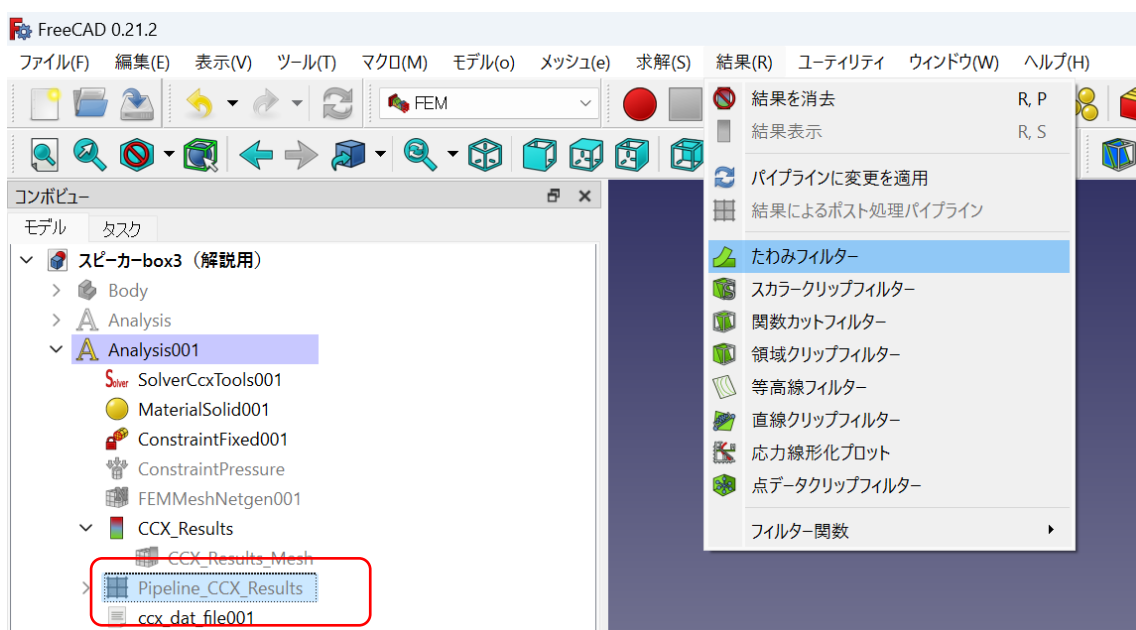 FreeCAD 0.21.2
ファイル(F) 編集(E) 表示(V) ツール(T) マクロ(M) モデル(o) メッシュ(e) 求解(S) 結果(R) ユーティリティ ウィンドウ(W) ヘルプ(H)
FEM
結果を消去 R, P
結果表示 R, S
パイプラインに変更を適用
結果によるポスト処理パイプライン
たわみフィルター
スカラークリップフィルター
関数カットフィルター
領域クリップフィルター
等高線フィルター
直線クリップフィルター
応力線形化プロット
点データクリップフィルター
フィルター関数
コンボビュー
モデル タスク
スピーカーbox3（解説用）
Body
Analysis
Analysis001
Solver SolverCcxTools001
MaterialSolid001
ConstraintFixed001
ConstraintPressure
FEMMeshNetgen001
CCX_Results
CCX_Results_Mesh
Pipeline_CCX_Results
ccx_dat_file001